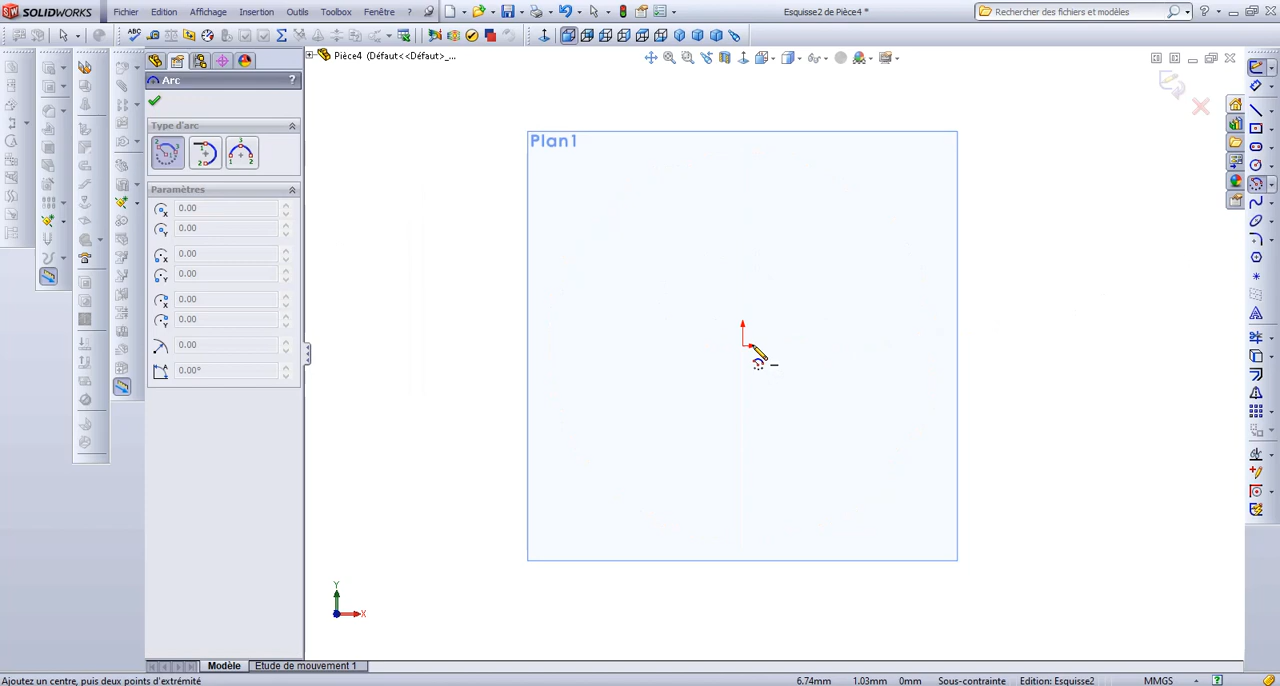 SW SOLIDWORKS Fichier Edition Affichage Insertion Outils Toolbox Fenêtre ? Esquisse2 de Pièce4 * Rechercher des fichiers et modèles
ABC
Pièce4 (Défaut<<Défaut>_...
Arc ?
Type d'arc
Paramètres
0.00
0.00
0.00
0.00
0.00
0.00
0.00
0.00°
Plan1
Y
X
Modèle Etude de mouvement 1
Ajoutez un centre, puis deux points d'extrémité 6.74mm 1.03mm 0mm Sous-contrainte Edition: Esquisse2 MMGS